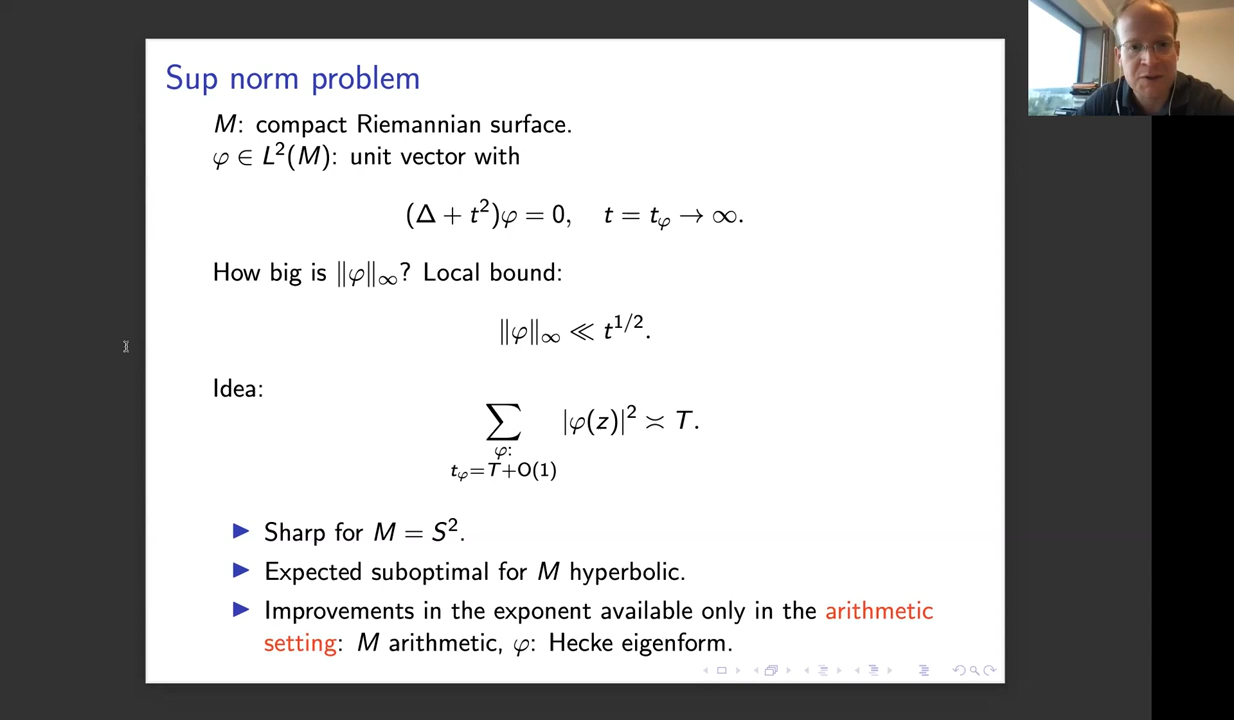 Sup norm problem
M: compact Riemannian surface.
φ ∈ L²(M): unit vector with
(Δ + t²)φ = 0, t = t_φ → ∞.
How big is ‖φ‖_∞? Local bound:
‖φ‖_∞ ≪ t^{1/2}.
Idea:
∑_{φ: t_φ=T+O(1)} |φ(z)|² ≍ T.
▶ Sharp for M = S².
▶ Expected suboptimal for M hyperbolic.
▶ Improvements in the exponent available only in the arithmetic
setting: M arithmetic, φ: Hecke eigenform.